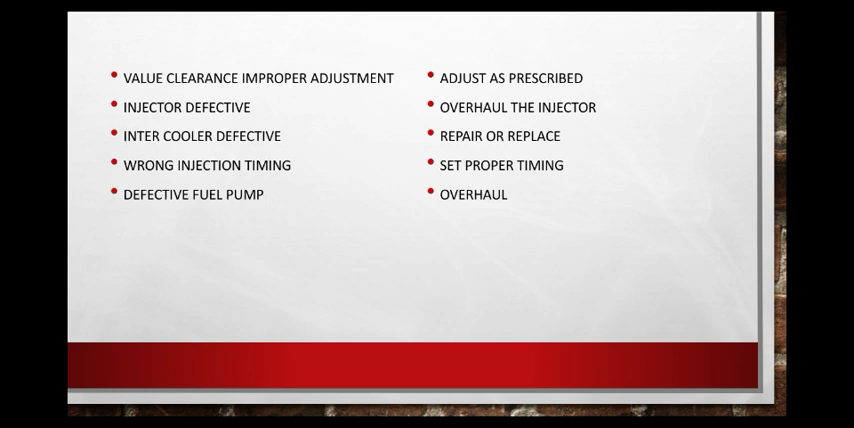 VALUE CLEARANCE IMPROPER ADJUSTMENT
INJECTOR DEFECTIVE
INTER COOLER DEFECTIVE
WRONG INJECTION TIMING
DEFECTIVE FUEL PUMP
ADJUST AS PRESCRIBED
OVERHAUL THE INJECTOR
REPAIR OR REPLACE
SET PROPER TIMING
OVERHAUL